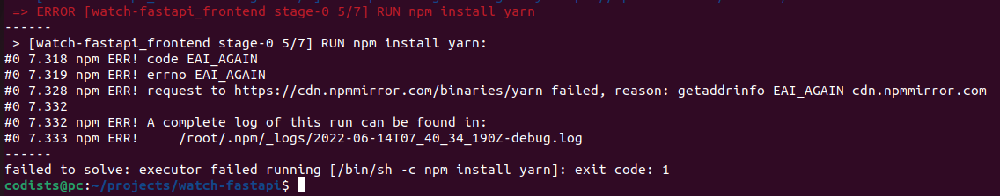 => ERROR [watch-fastapi_frontend stage-0 5/7] RUN npm install yarn
------
> [watch-fastapi_frontend stage-0 5/7] RUN npm install yarn:
#0 7.318 npm ERR! code EAI_AGAIN
#0 7.319 npm ERR! errno EAI_AGAIN
#0 7.328 npm ERR! request to https://cdn.npmmirror.com/binaries/yarn failed, reason: getaddrinfo EAI_AGAIN cdn.npmmirror.com
#0 7.332
#0 7.332 npm ERR! A complete log of this run can be found in:
#0 7.333 npm ERR!     /root/.npm/_logs/2022-06-14T07_40_34_190Z-debug.log
------
failed to solve: executor failed running [/bin/sh -c npm install yarn]: exit code: 1
codists@pc:~/projects/watch-fastapi$